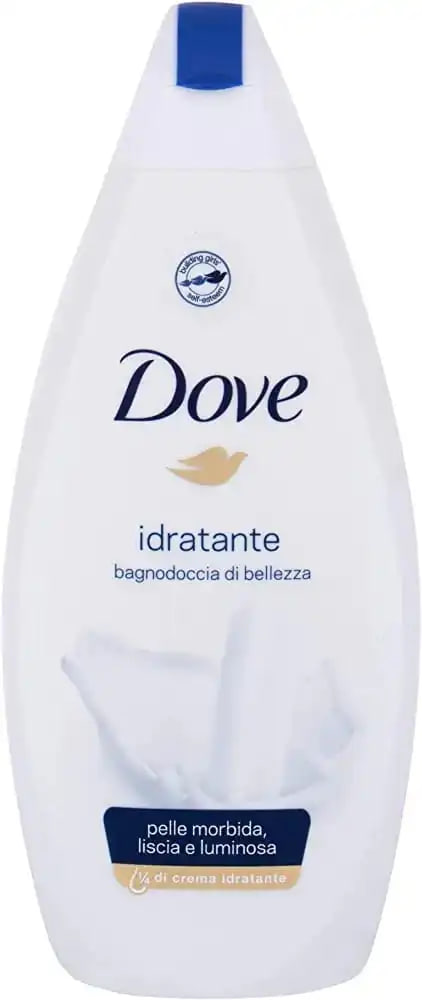 building girls'
self-esteem
Dove
idratante
bagnodoccia di bellezza
pelle morbida,
liscia e luminosa
¼ di crema idratante